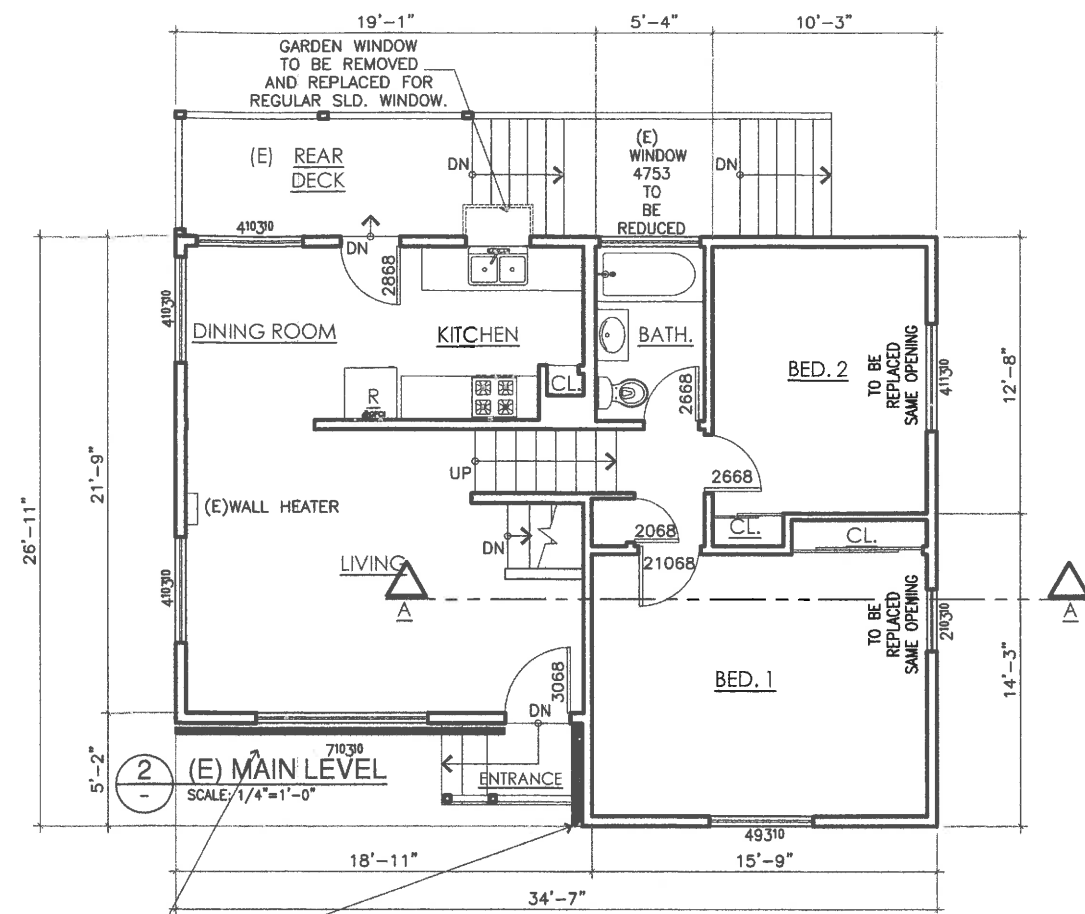 19'-1"
5'-4"
10'-3"
GARDEN WINDOW
TO BE REMOVED
AND REPLACED FOR
REGULAR SLD. WINDOW.
(E) REAR
DECK
DN
(E)
WINDOW
4753
TO
BE
REDUCED
DN
410310
DN
2868
410310
DINING ROOM
KITCHEN
BATH.
BED. 2
TO BE
REPLACED
SAME OPENING
411310
12'-8"
R
CL.
2668
UP
2668
21'-9"
26'-11"
(E)WALL HEATER
DN
2068
CL.
CL.
21068
LIVING
A
A
410310
TO BE
REPLACED
SAME OPENING
210310
14'-3"
3068
BED. 1
DN
5'-2"
710310
2
-
(E) MAIN LEVEL
SCALE: 1/4"=1'-0"
ENTRANCE
49310
18'-11"
15'-9"
34'-7"